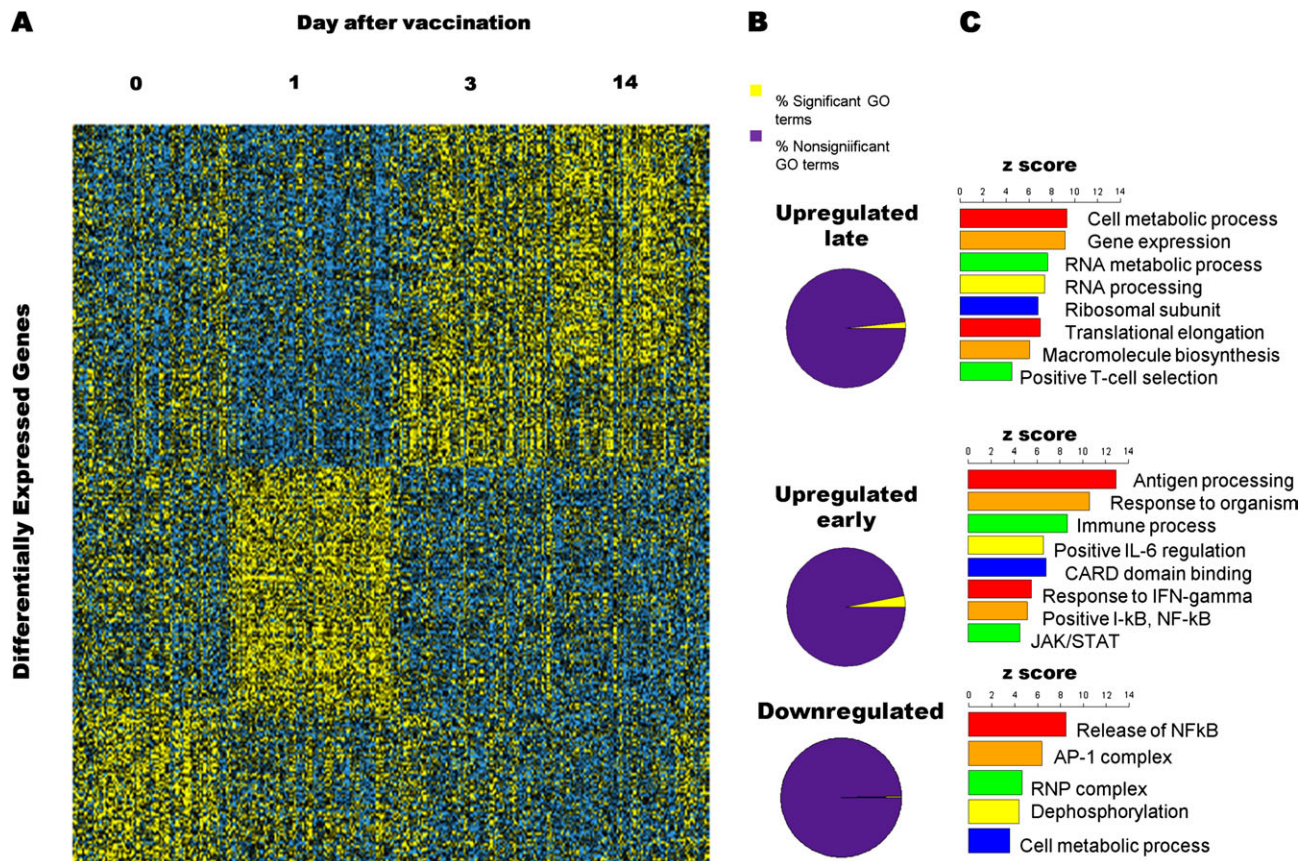 A
Day after vaccination
0 1 3 14
Differentially Expressed Genes
B
% Significant GO
terms
% Nonsigniificant
GO terms
Upregulated
late
Upregulated
early
Downregulated
C
z score
0 2 4 6 8 10 12 14
Cell metabolic process
Gene expression
RNA metabolic process
RNA processing
Ribosomal subunit
Translational elongation
Macromolecule biosynthesis
Positive T-cell selection
z score
0 2 4 6 8 10 12 14
Antigen processing
Response to organism
Immune process
Positive IL-6 regulation
CARD domain binding
Response to IFN-gamma
Positive I-kB, NF-kB
JAK/STAT
z score
0 2 4 6 8 10 12 14
Release of NFkB
AP-1 complex
RNP complex
Dephosphorylation
Cell metabolic process